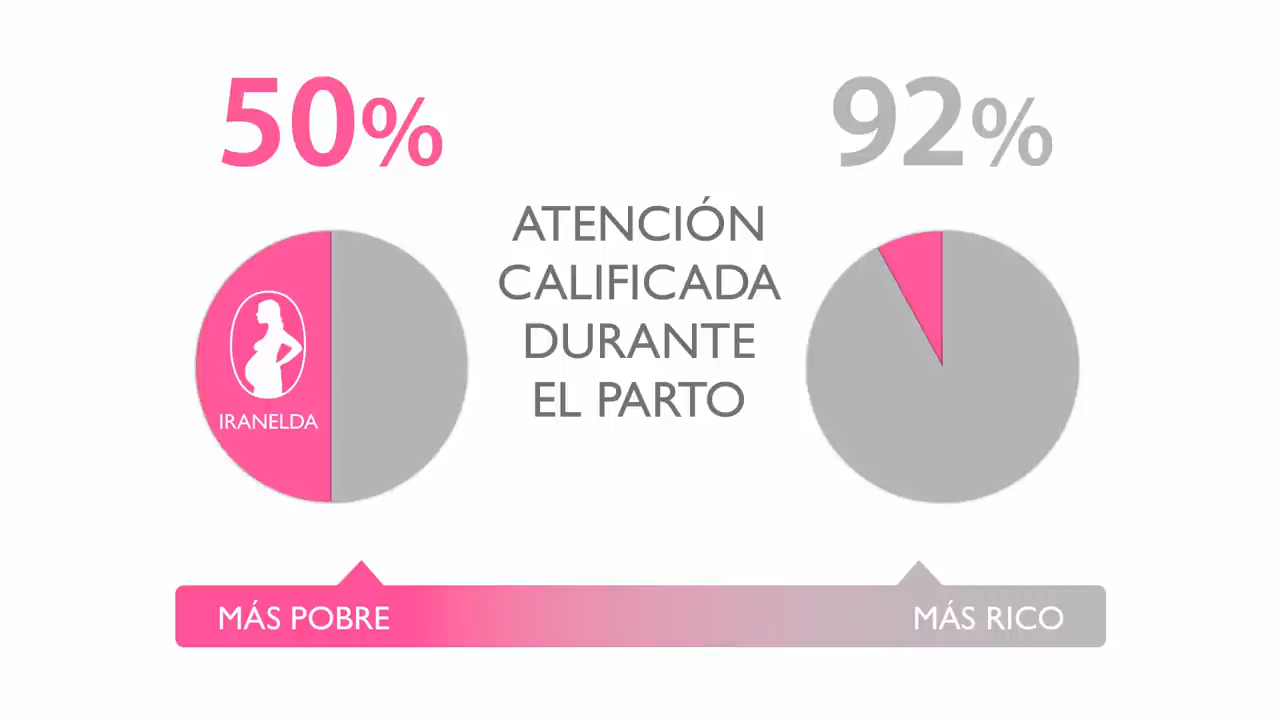 50%
92%
ATENCIÓN
CALIFICADA
DURANTE
EL PARTO
IRANELDA
MÁS POBRE
MÁS RICO